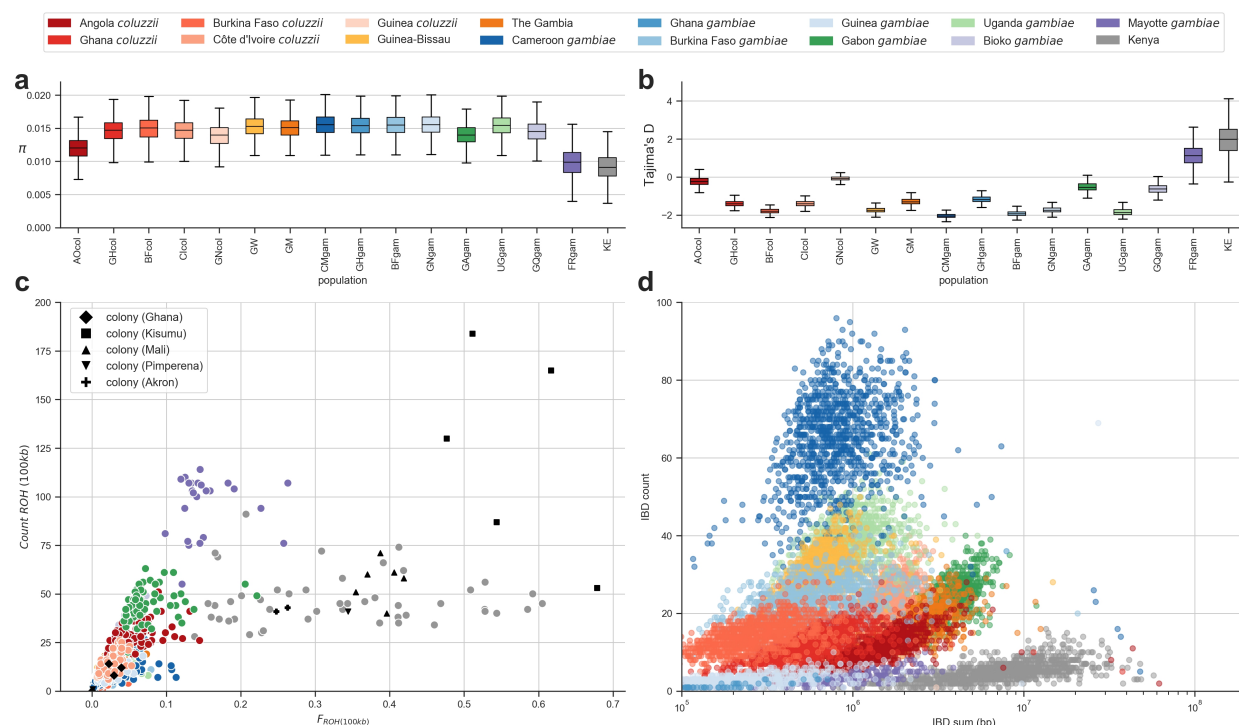 Angola coluzzii Burkina Faso coluzzii Guinea coluzzii The Gambia Ghana gambiae Guinea gambiae Uganda gambiae Mayotte gambiae
Ghana coluzzii Côte d'Ivoire coluzzii Guinea-Bissau Cameroon gambiae Burkina Faso gambiae Gabon gambiae Bioko gambiae Kenya
a
0.020
0.015
0.010
0.005
0.000
π
AOcol GHcol BFcol CIcol GNcol GW GM CMgam GHgam BFgam GNgam GAgam UGgam GQgam FRgam KE
population
b
4
2
0
−2
Tajima's D
AOcol GHcol BFcol CIcol GNcol GW GM CMgam GHgam BFgam GNgam GAgam UGgam GQgam FRgam KE
population
c
200
175
150
125
100
75
50
25
0
Count ROH (100kb)
colony (Ghana)
colony (Kisumu)
colony (Mali)
colony (Pimperena)
colony (Akron)
0.0 0.1 0.2 0.3 0.4 0.5 0.6 0.7
FROH(100kb)
d
100
80
60
40
20
0
IBD count
10⁵ 10⁶ 10⁷ 10⁸
IBD sum (bp)